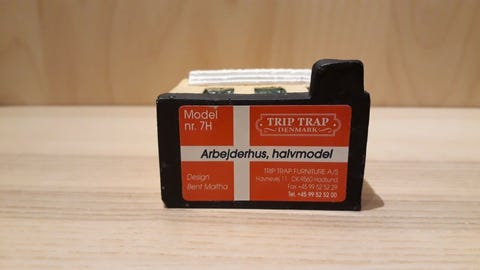 Model
nr. 7H
TRIP TRAP
DENMARK
Arbejderhus, halvmodel
Design
Bent Maltha
TRIP TRAP FURNITURE A/S
Havnevej 11 . DK-9560 Hadsund
Fax +45 99 52 52 29
Tel. +45 99 52 52 00